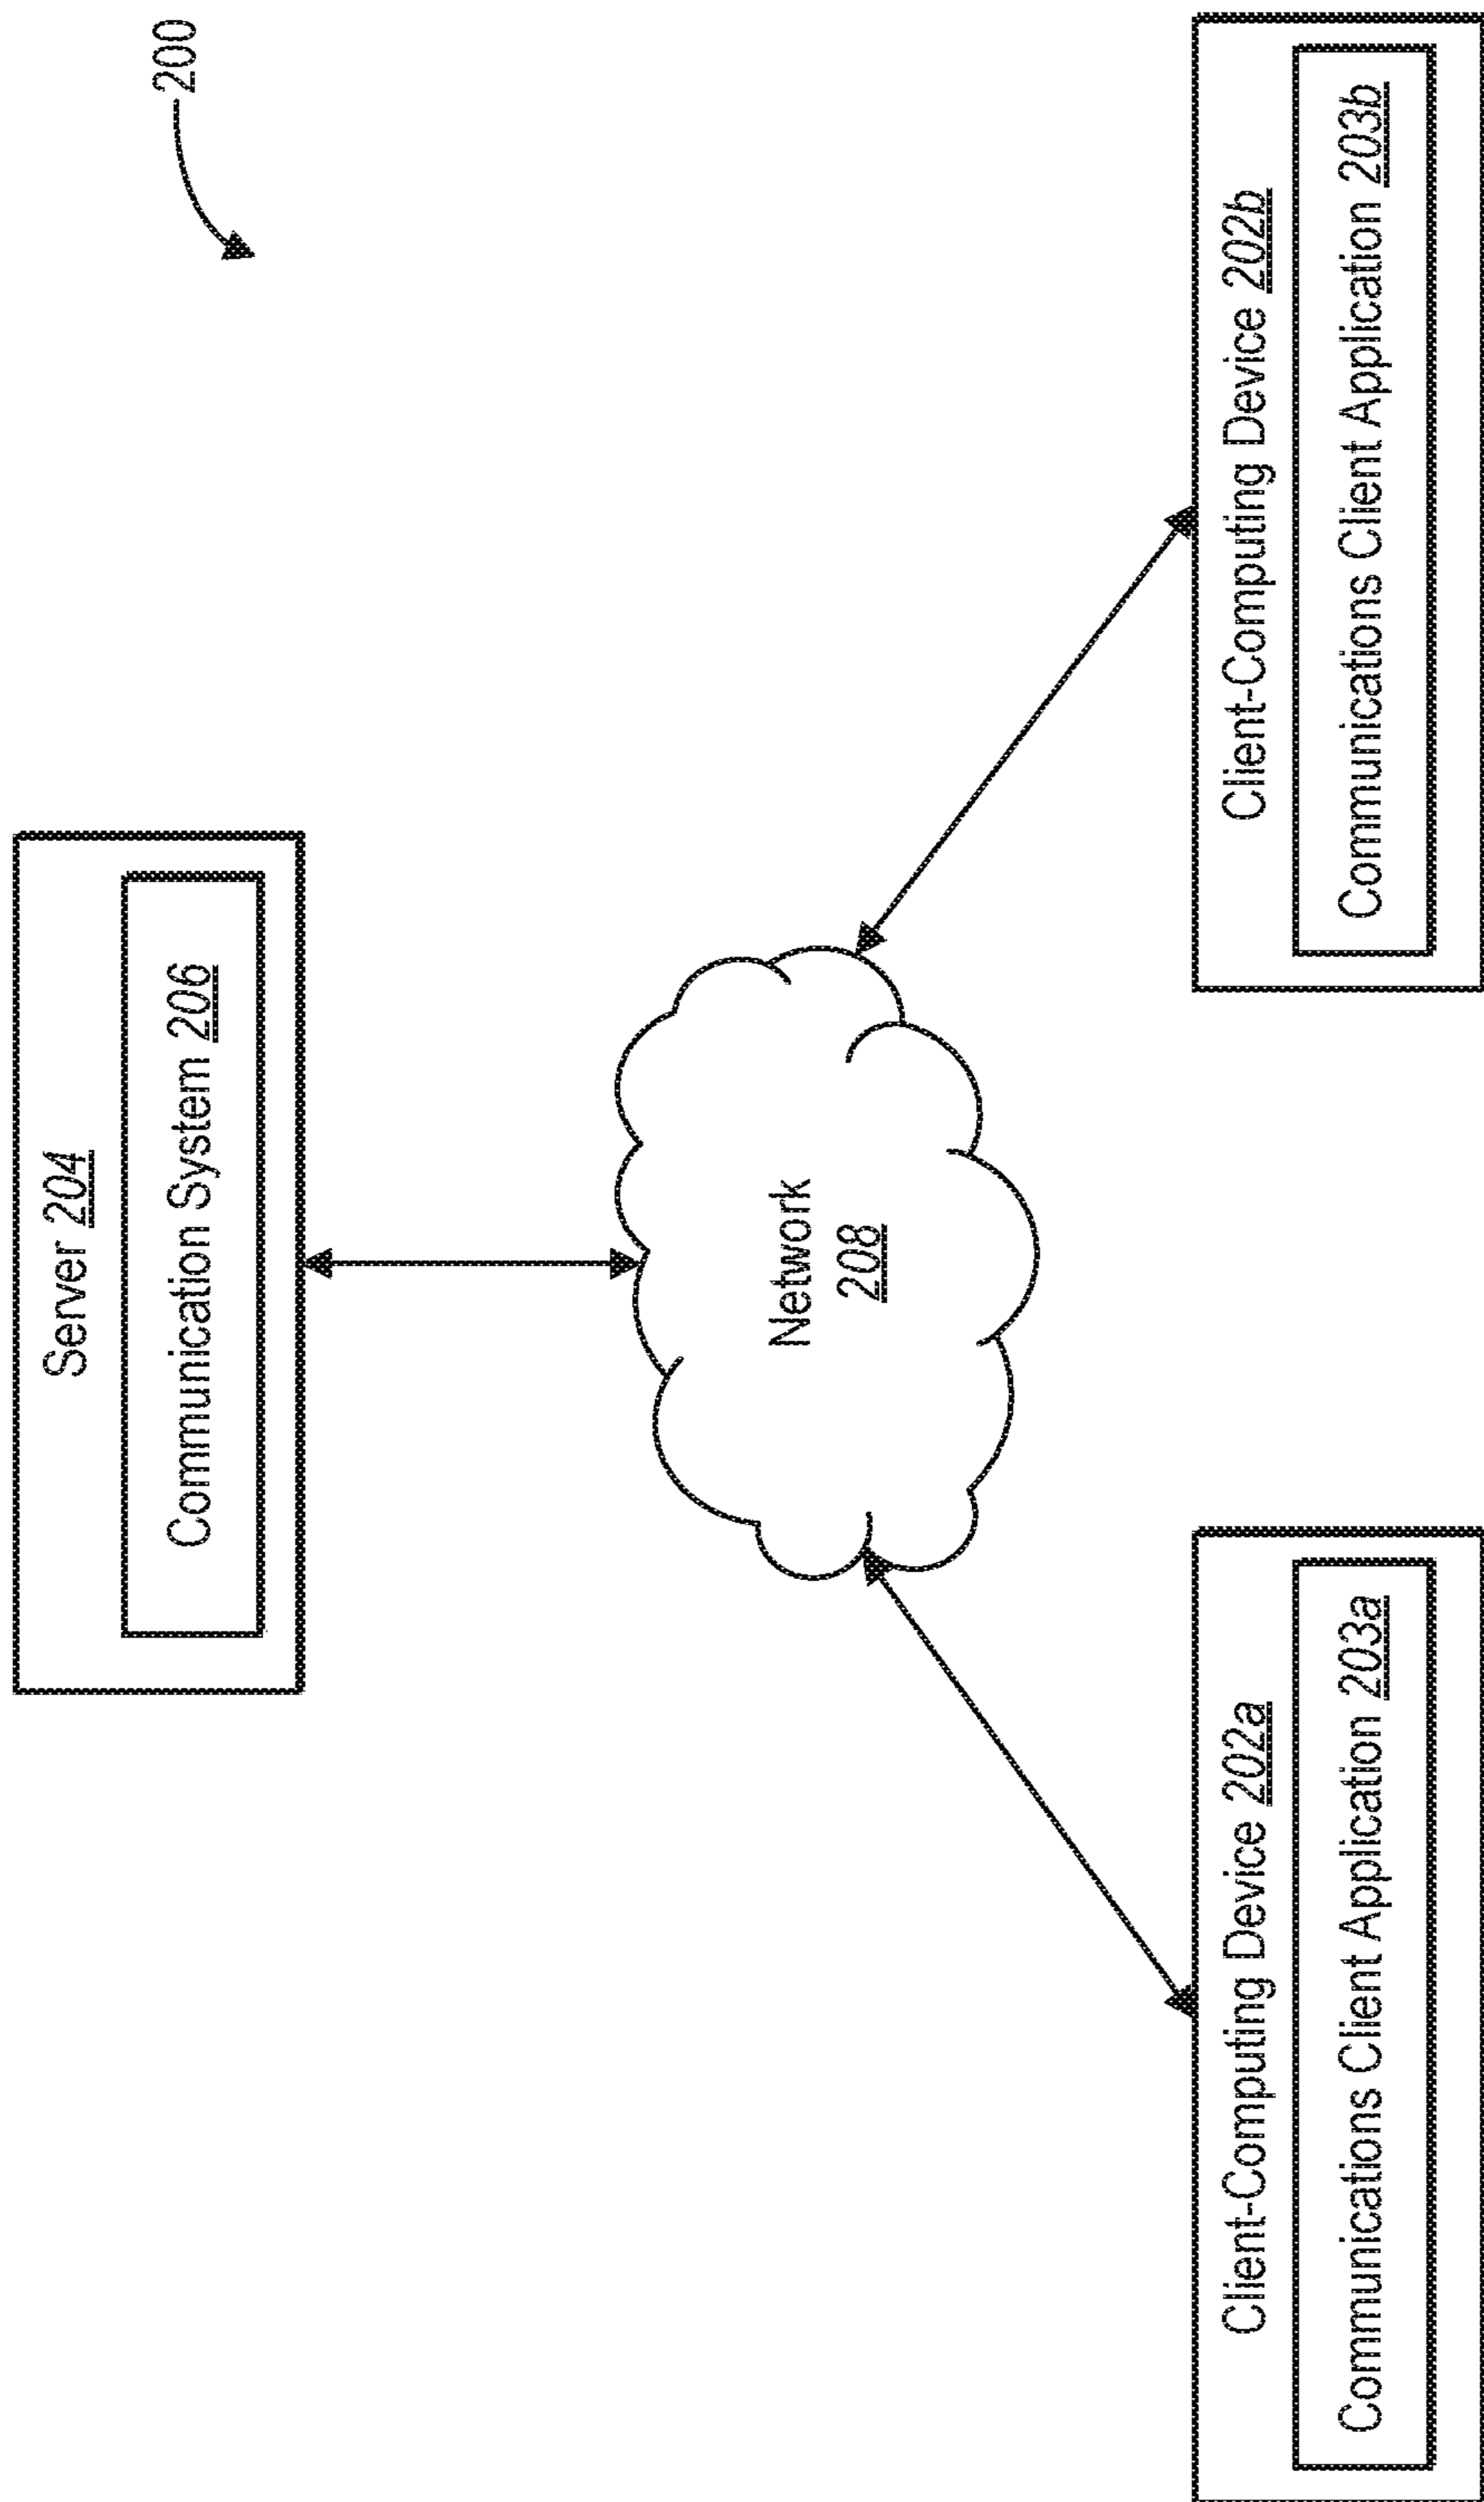 200
Server 204
Communication System 206
Network
208
Client-Computing Device 202a
Communications Client Application 203a
Client-Computing Device 202b
Communications Client Application 203b